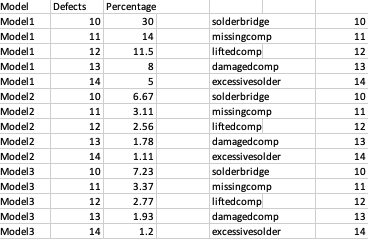 Model Defects Percentage
Model1 10 30 solderbridge 10
Model1 11 14 missingcomp 11
Model1 12 11.5 liftedcomp 12
Model1 13 8 damagedcomp 13
Model1 14 5 excessivesolder 14
Model2 10 6.67 solderbridge 10
Model2 11 3.11 missingcomp 11
Model2 12 2.56 liftedcomp 12
Model2 13 1.78 damagedcomp 13
Model2 14 1.11 excessivesolder 14
Model3 10 7.23 solderbridge 10
Model3 11 3.37 missingcomp 11
Model3 12 2.77 liftedcomp 12
Model3 13 1.93 damagedcomp 13
Model3 14 1.2 excessivesolder 14